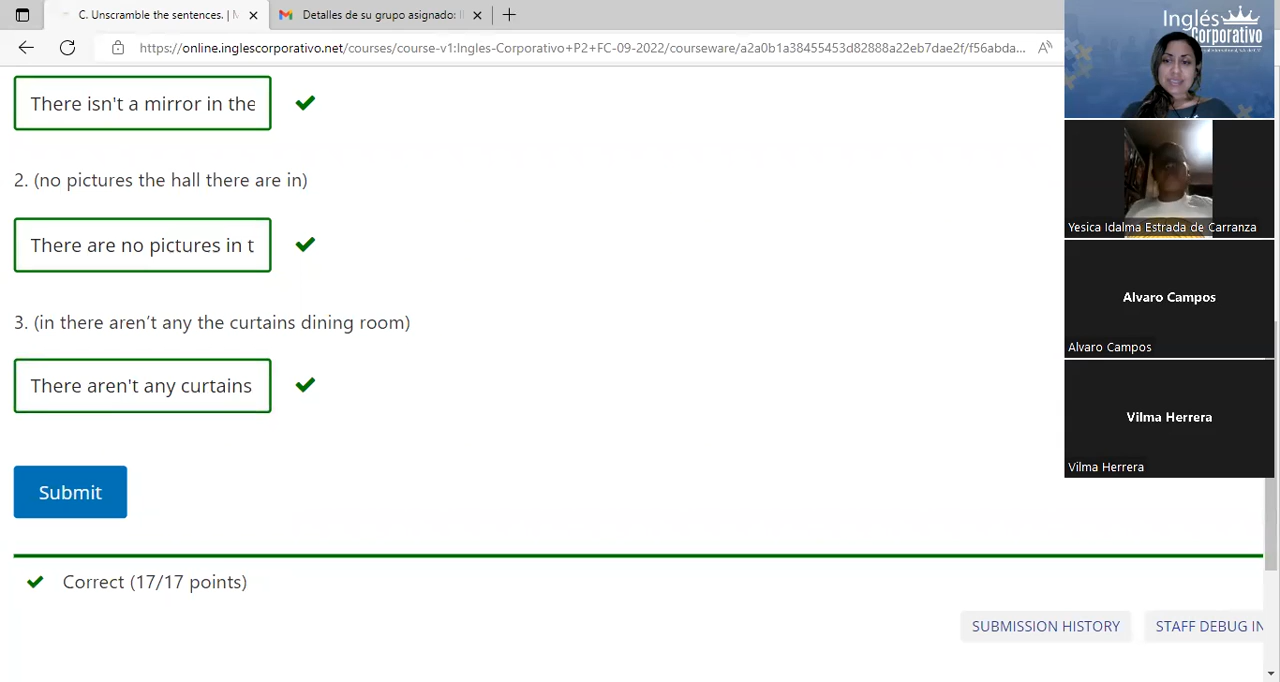 C. Unscramble the sentences. | M
Detalles de su grupo asignado: I
https://online.inglescorporativo.net/courses/course-v1:Ingles-Corporativo+P2+FC-09-2022/courseware/a2a0b1a38455453d82888a22eb7dae2f/f56abda...
Inglés
Corporativo
There isn't a mirror in the
Yesica Idalma Estrada de Carranza
2. (no pictures the hall there are in)
There are no pictures in t
Alvaro Campos
Alvaro Campos
3. (in there aren’t any the curtains dining room)
There aren't any curtains
Vilma Herrera
Vilma Herrera
Submit
Correct (17/17 points)
SUBMISSION HISTORY
STAFF DEBUG IN